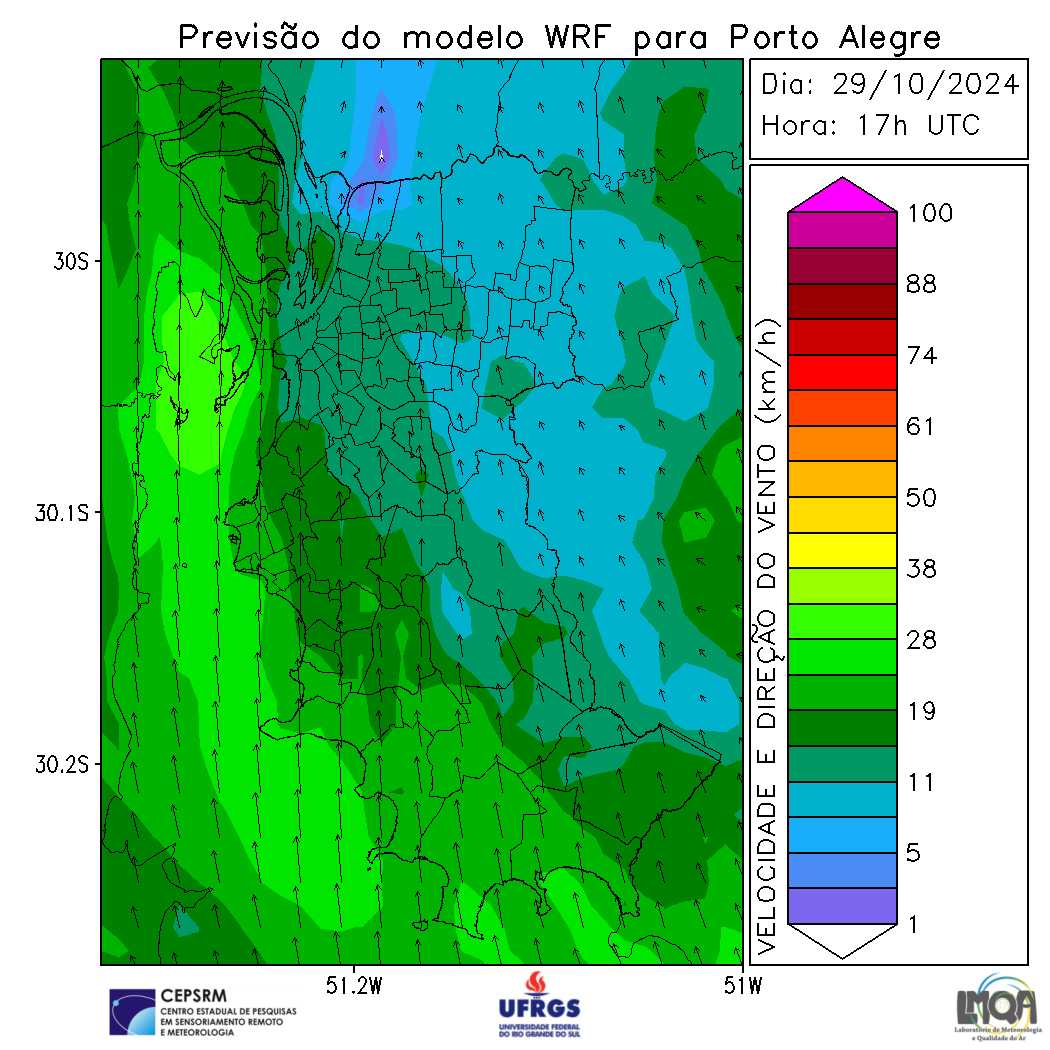 Previsão do modelo WRF para Porto Alegre
Dia: 29/10/2024
Hora: 17h UTC
30S
30.1S
30.2S
51.2W
51W
VELOCIDADE E DIREÇÃO DO VENTO (km/h)
100
88
74
61
50
38
28
19
11
5
1
CEPSRM
CENTRO ESTADUAL DE PESQUISAS
EM SENSORIAMENTO REMOTO
E METEOROLOGIA
UFRGS
UNIVERSIDADE FEDERAL
DO RIO GRANDE DO SUL
LMQA
Laboratório de Meteorologia
e Qualidade do Ar